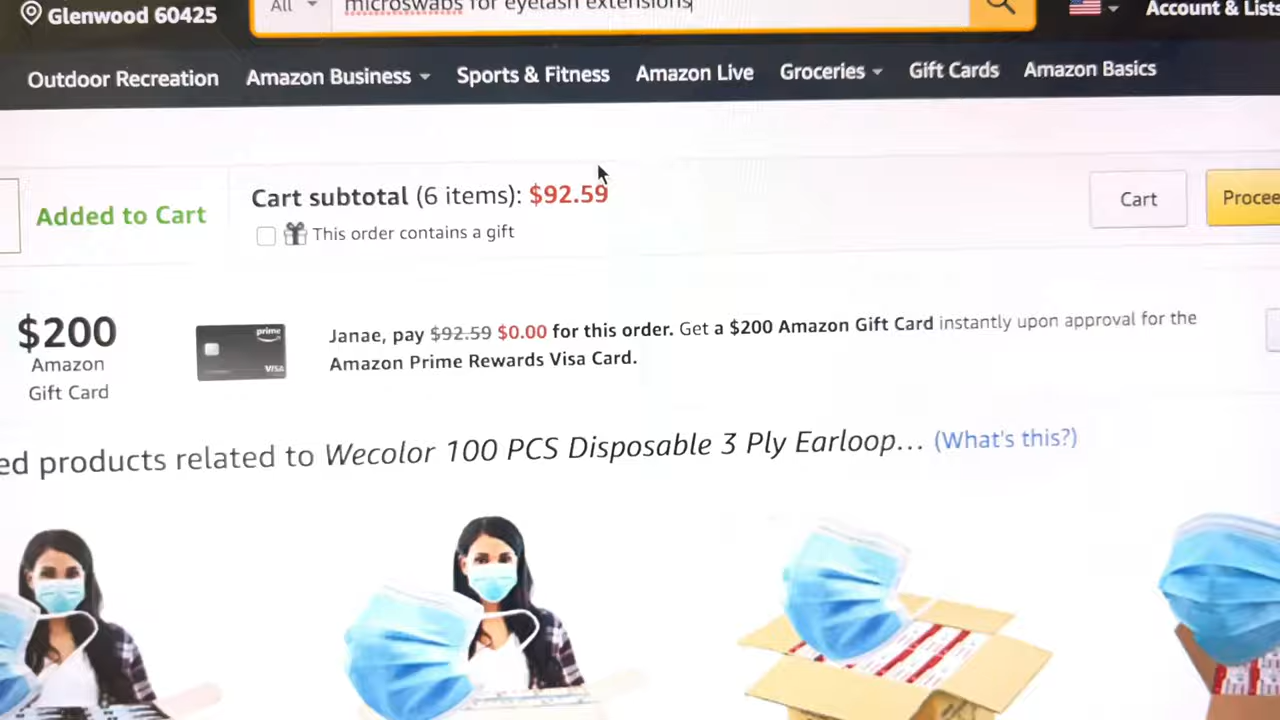 Glenwood 60425
All
microswabs for eyelash extensions
Account & Lists
Outdoor Recreation
Amazon Business
Sports & Fitness
Amazon Live
Groceries
Gift Cards
Amazon Basics
Added to Cart
Cart subtotal (6 items): $92.59
This order contains a gift
Cart
Procee
$200
Amazon
Gift Card
prime
VISA
Janae, pay $92.59 $0.00 for this order. Get a $200 Amazon Gift Card instantly upon approval for the
Amazon Prime Rewards Visa Card.
ed products related to Wecolor 100 PCS Disposable 3 Ply Earloop... (What's this?)